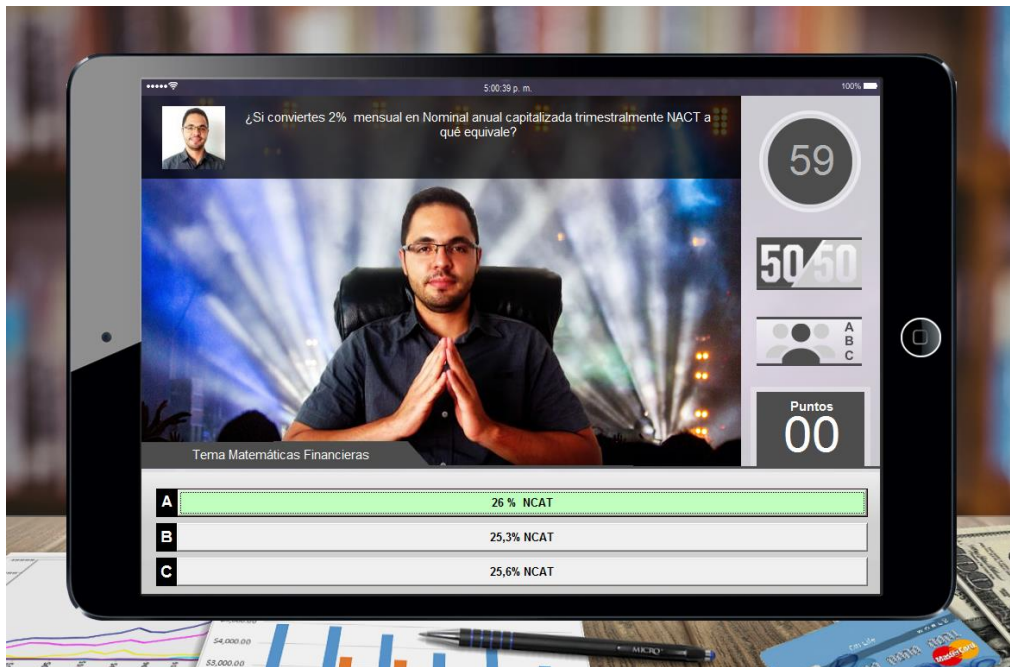 5:00:39 p. m.
100%
¿Si conviertes 2% mensual en Nominal anual capitalizada trimestralmente NACT a
qué equivale?
59
50/50
A
B
C
Puntos
00
Tema Matemáticas Financieras
A 26 % NCAT
B 25,3% NCAT
C 25,6% NCAT
54,000.00
53,000.00
MICRO
MasterCard